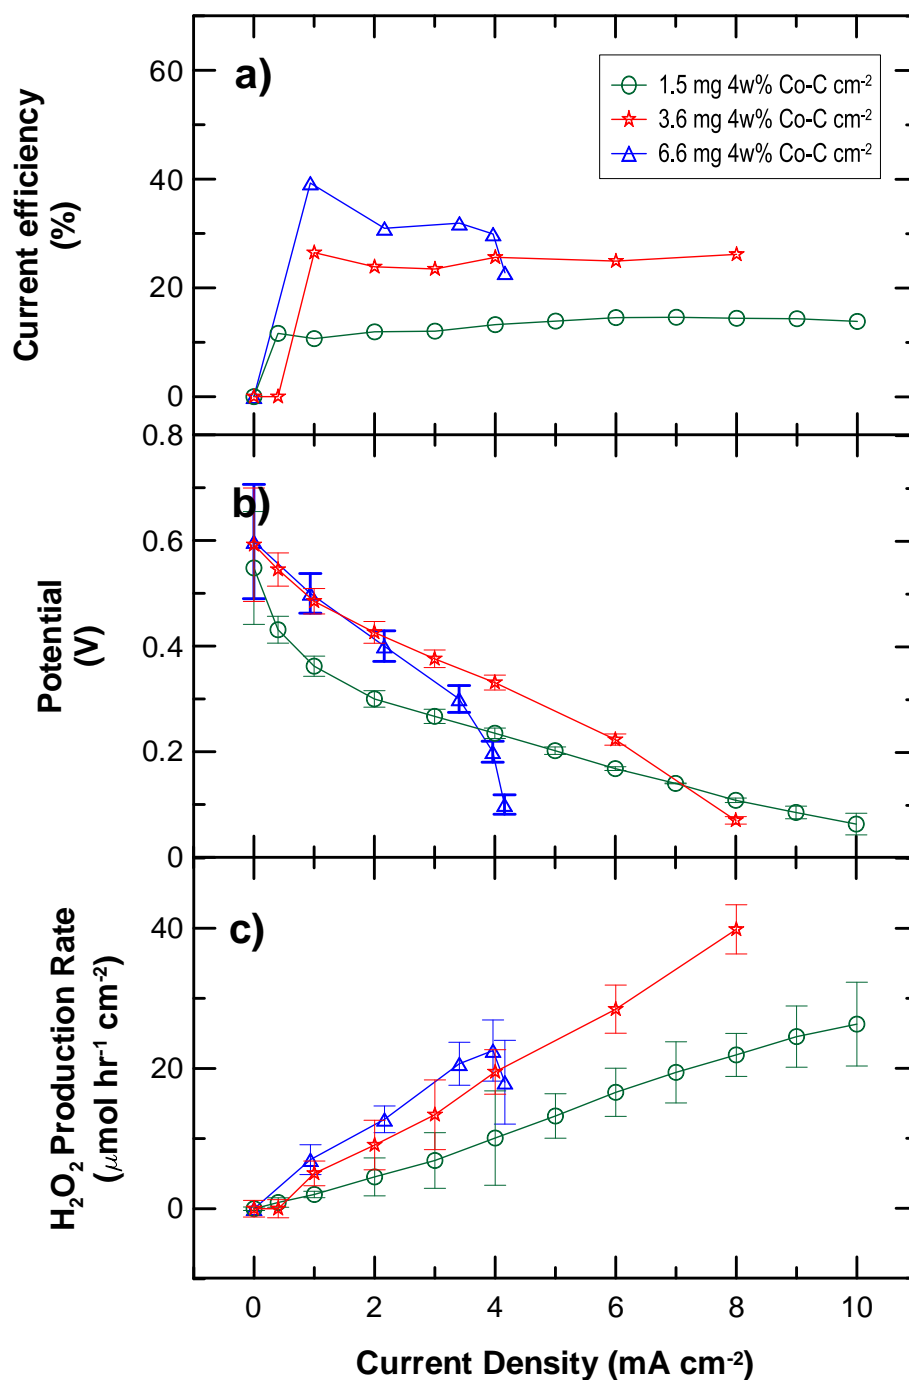 a)
1.5 mg 4w% Co-C cm⁻²
3.6 mg 4w% Co-C cm⁻²
6.6 mg 4w% Co-C cm⁻²
Current efficiency
(%)
60
40
20
0
b)
Potential
(V)
0.8
0.6
0.4
0.2
0
c)
H₂O₂ Production Rate
(μmol hr⁻¹ cm⁻²)
40
20
0
0 2 4 6 8 10
Current Density (mA cm⁻²)